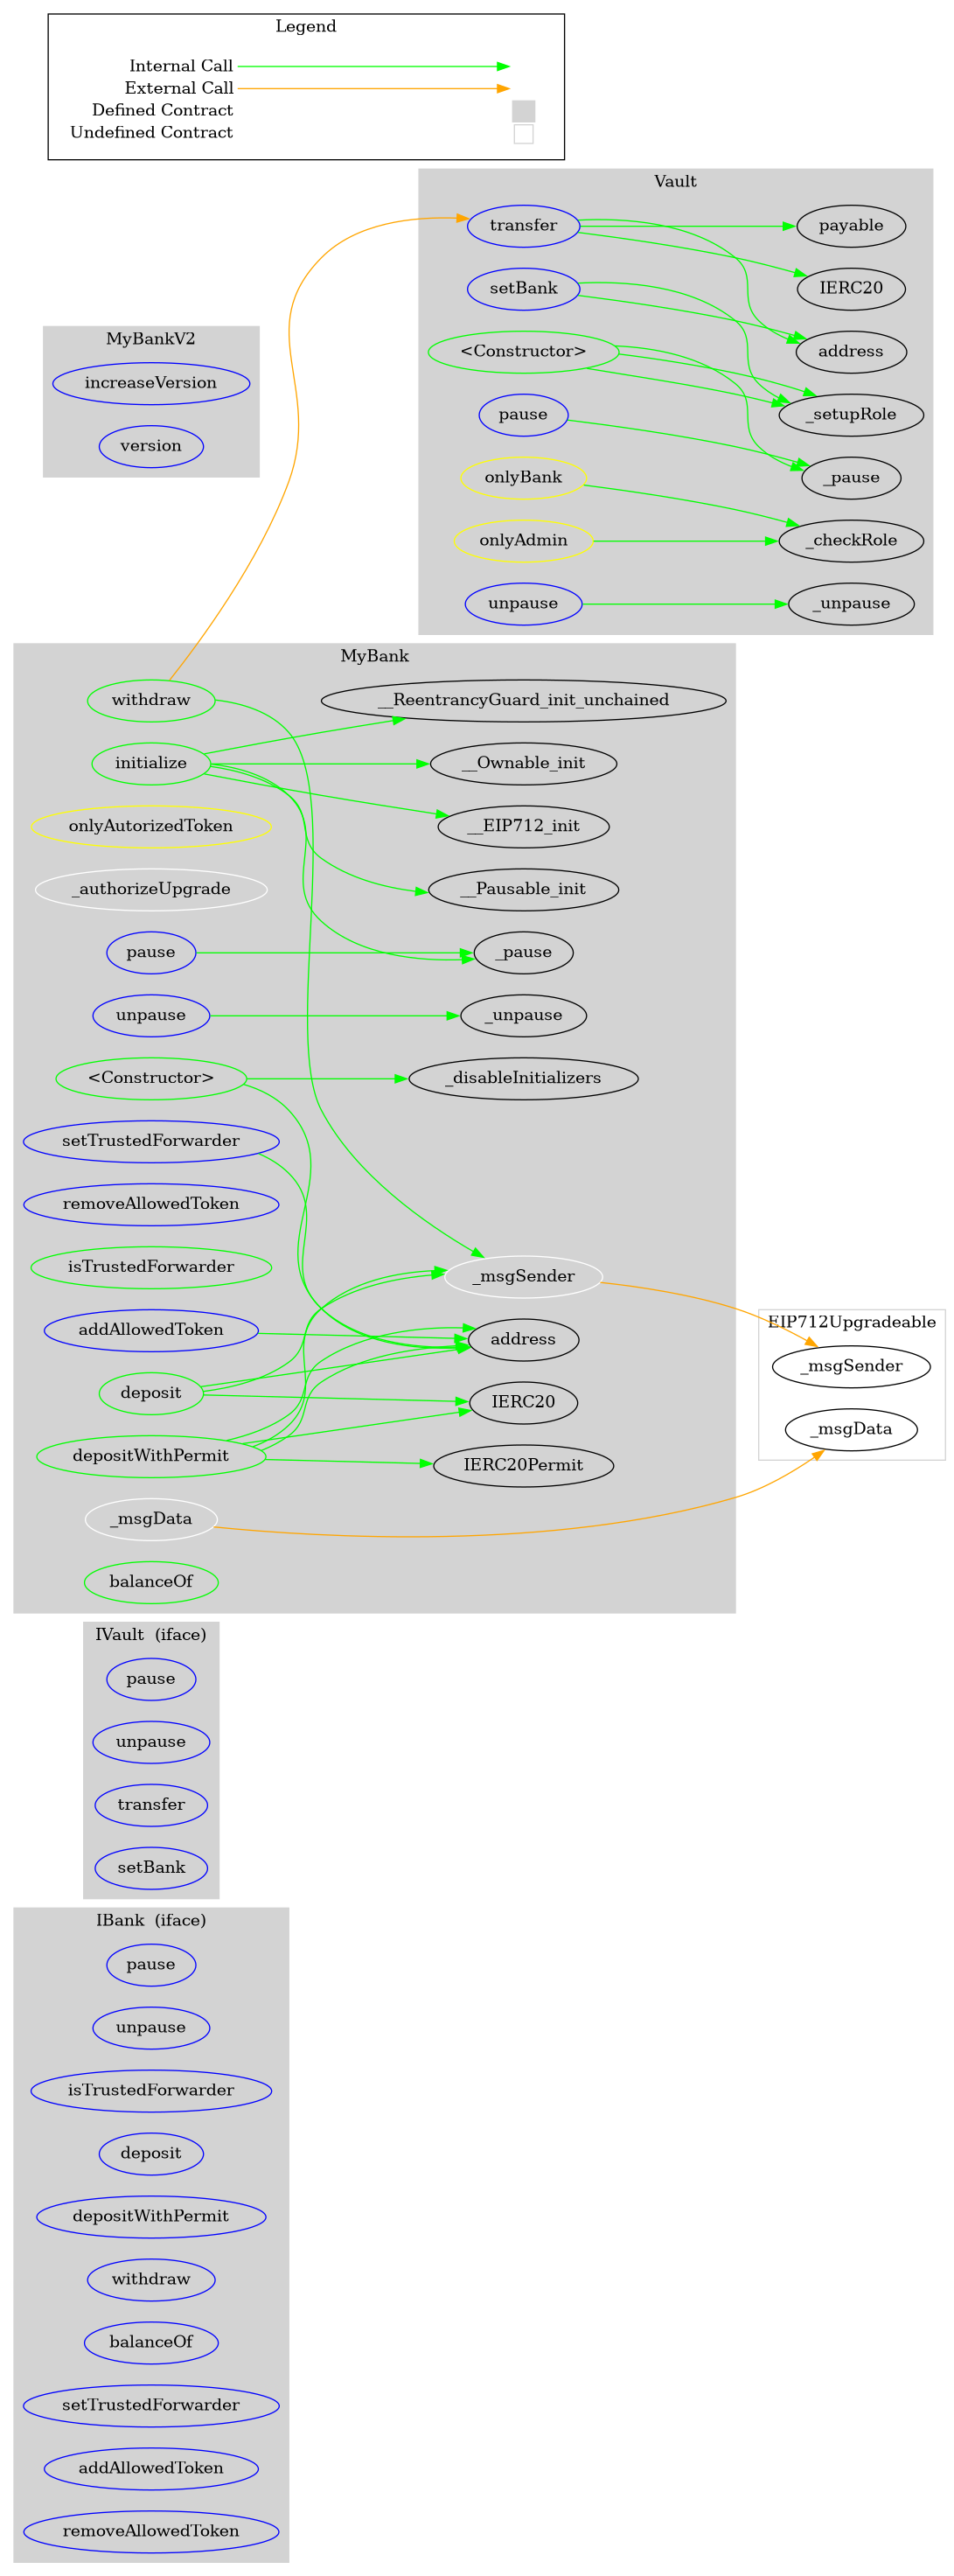 Legend
Internal Call
External Call
Defined Contract
Undefined Contract
Vault
transfer
payable
setBank
IERC20
<Constructor>
address
pause
_setupRole
onlyBank
_pause
onlyAdmin
_checkRole
unpause
_unpause
MyBankV2
increaseVersion
version
MyBank
withdraw
__ReentrancyGuard_init_unchained
initialize
__Ownable_init
onlyAutorizedToken
__EIP712_init
_authorizeUpgrade
__Pausable_init
pause
_pause
unpause
_unpause
<Constructor>
_disableInitializers
setTrustedForwarder
removeAllowedToken
isTrustedForwarder
_msgSender
addAllowedToken
address
deposit
IERC20
depositWithPermit
IERC20Permit
_msgData
balanceOf
EIP712Upgradeable
_msgSender
_msgData
IVault  (iface)
pause
unpause
transfer
setBank
IBank  (iface)
pause
unpause
isTrustedForwarder
deposit
depositWithPermit
withdraw
balanceOf
setTrustedForwarder
addAllowedToken
removeAllowedToken